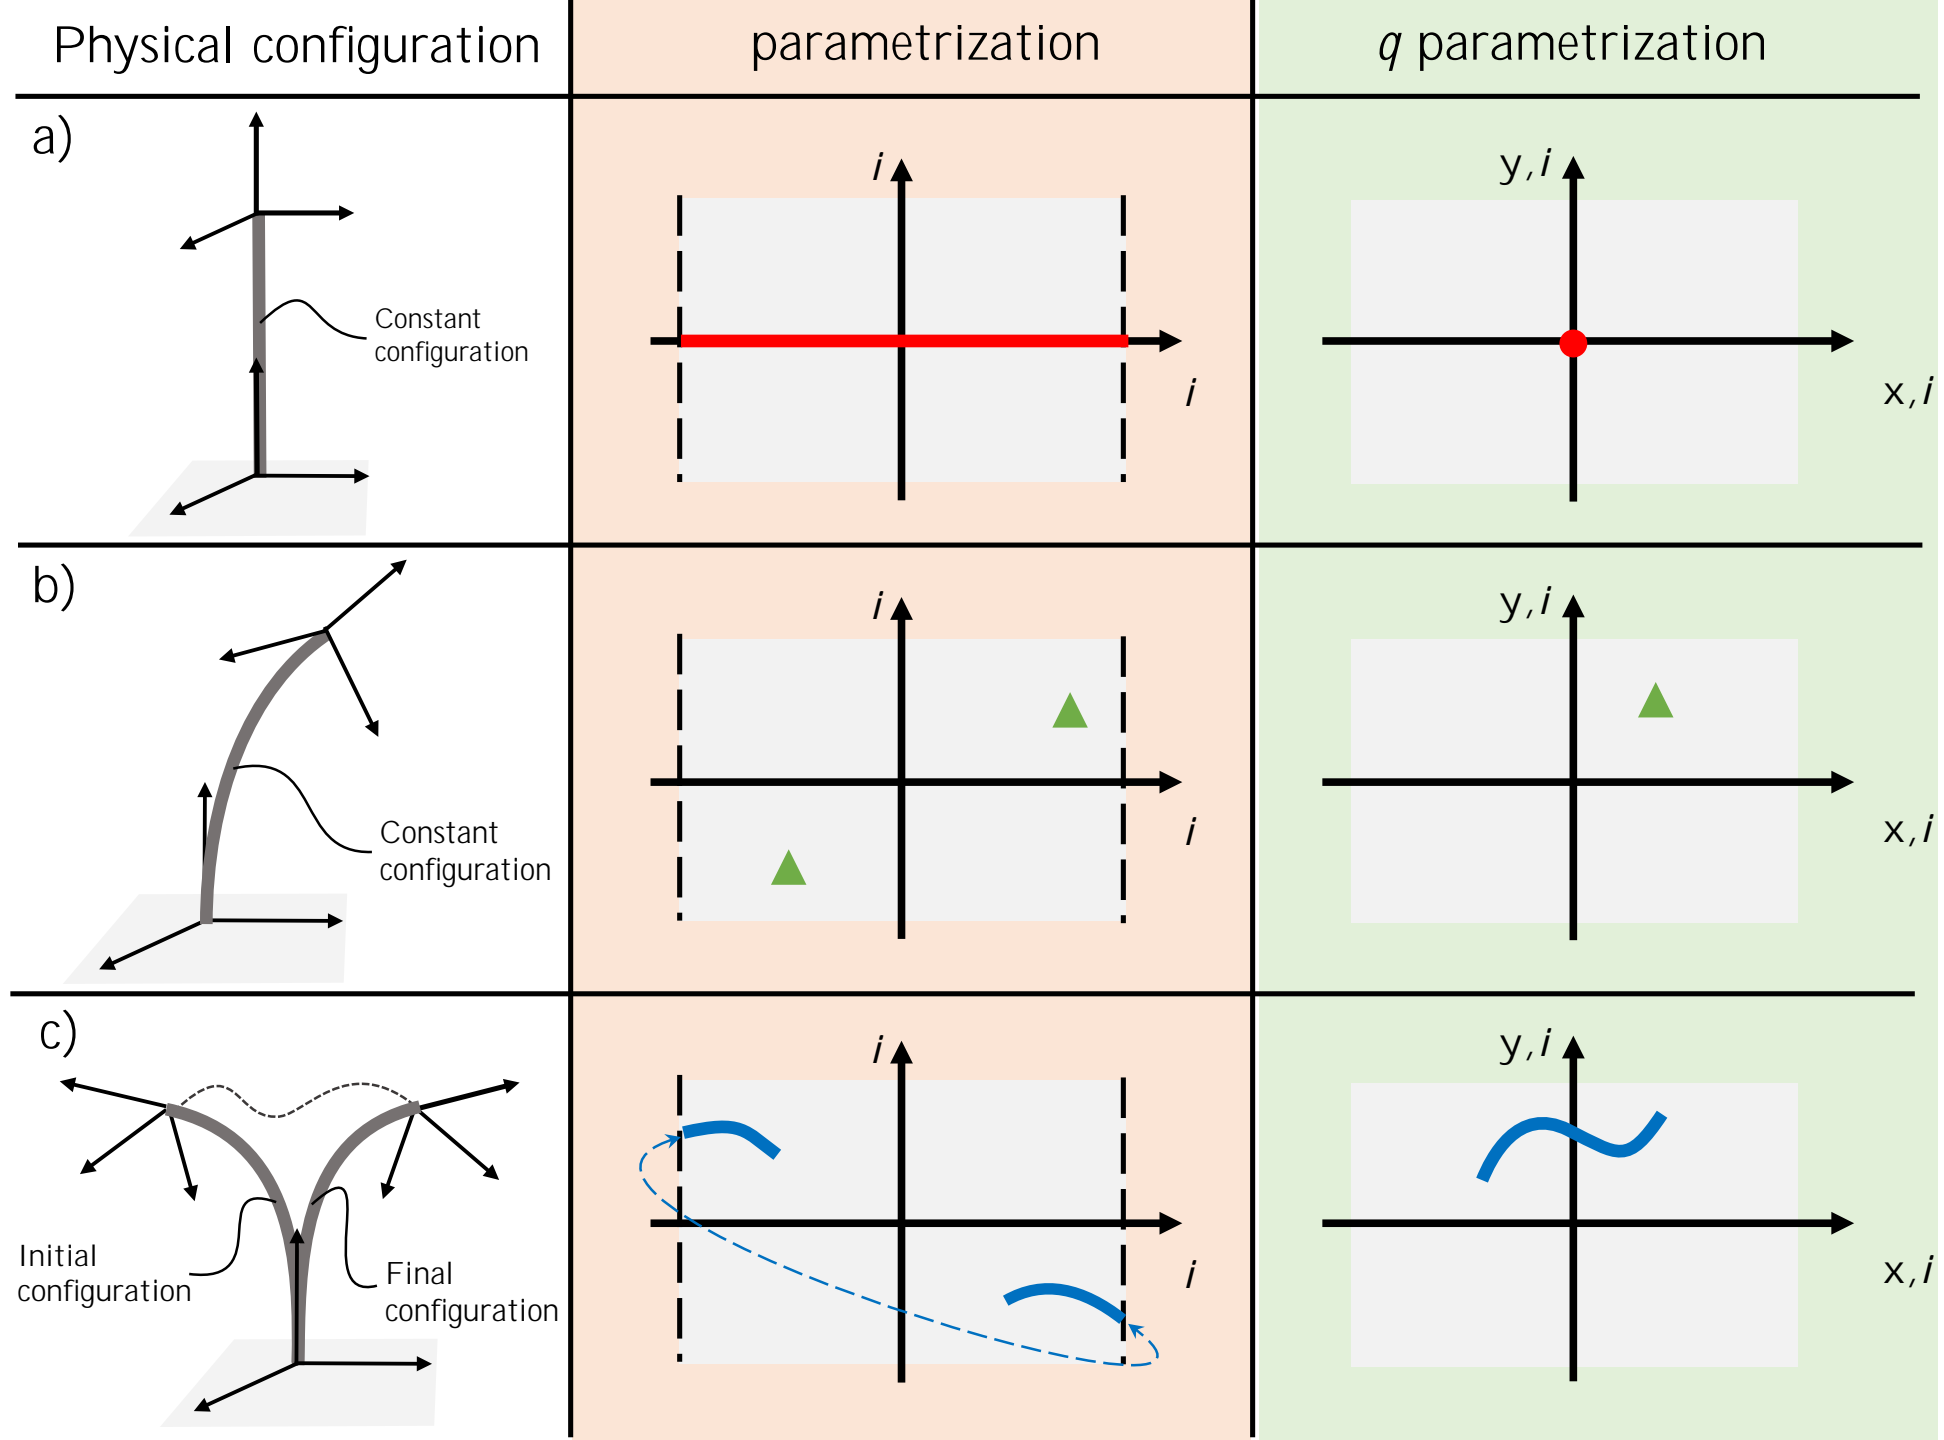 Physical configuration
parametrization
q parametrization
a)
i
y,i
Constant
configuration
i
x,i
b)
i
y,i
Constant
configuration
i
x,i
c)
i
y,i
Initial
configuration
Final
configuration
i
x,i